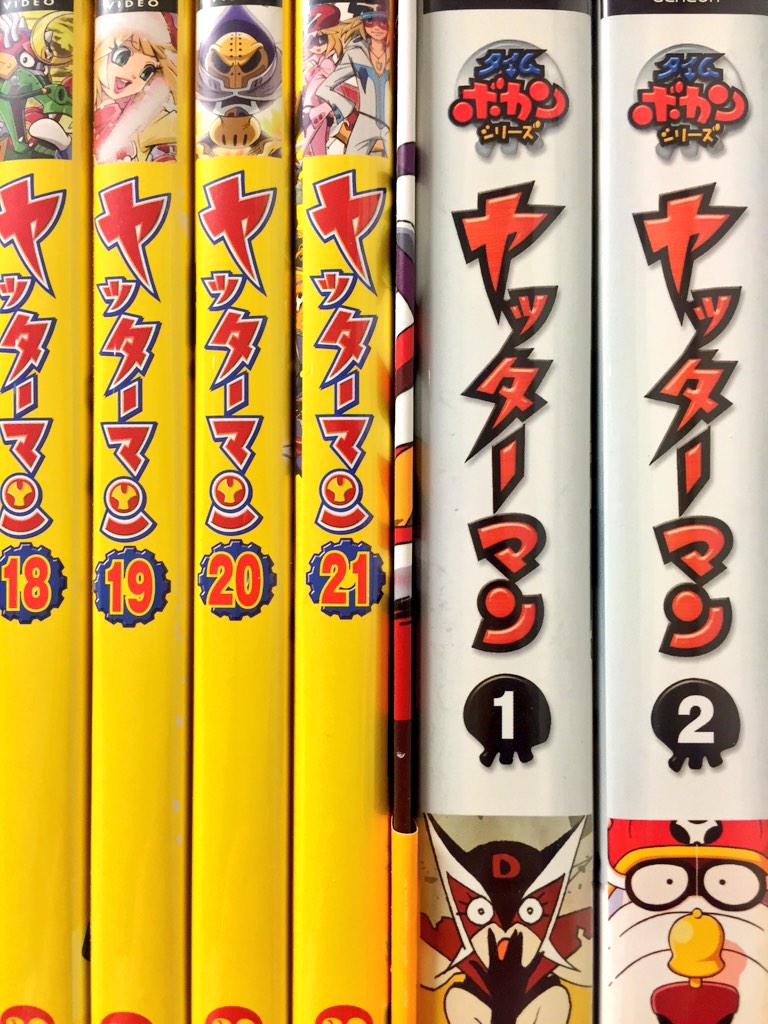 VIDEO
ヤッターマン
18
VIDEO
ヤッターマン
19
ヤッターマン
20
ヤッターマン
21
タイム
ボカン
シリーズ
ヤッターマン
1
D
タイム
ボカン
シリーズ
ヤッターマン
2